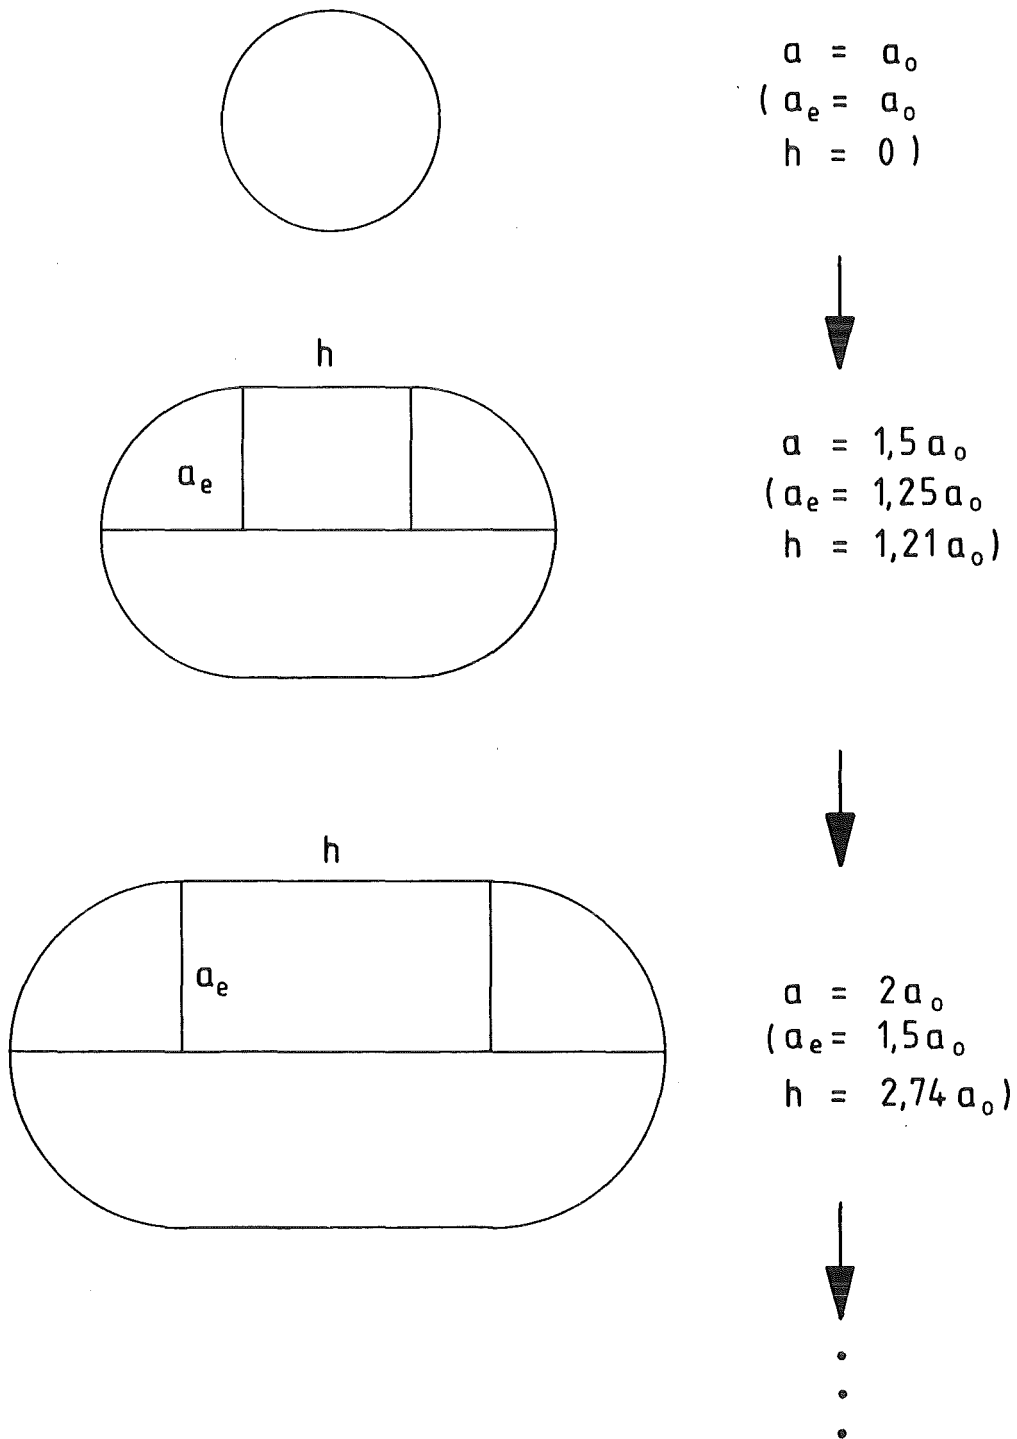 a = a₀
( aₑ = a₀
h = 0 )
h
aₑ
a = 1,5 a₀
( aₑ = 1,25 a₀
h = 1,21 a₀ )
h
aₑ
a = 2 a₀
( aₑ = 1,5 a₀
h = 2,74 a₀ )